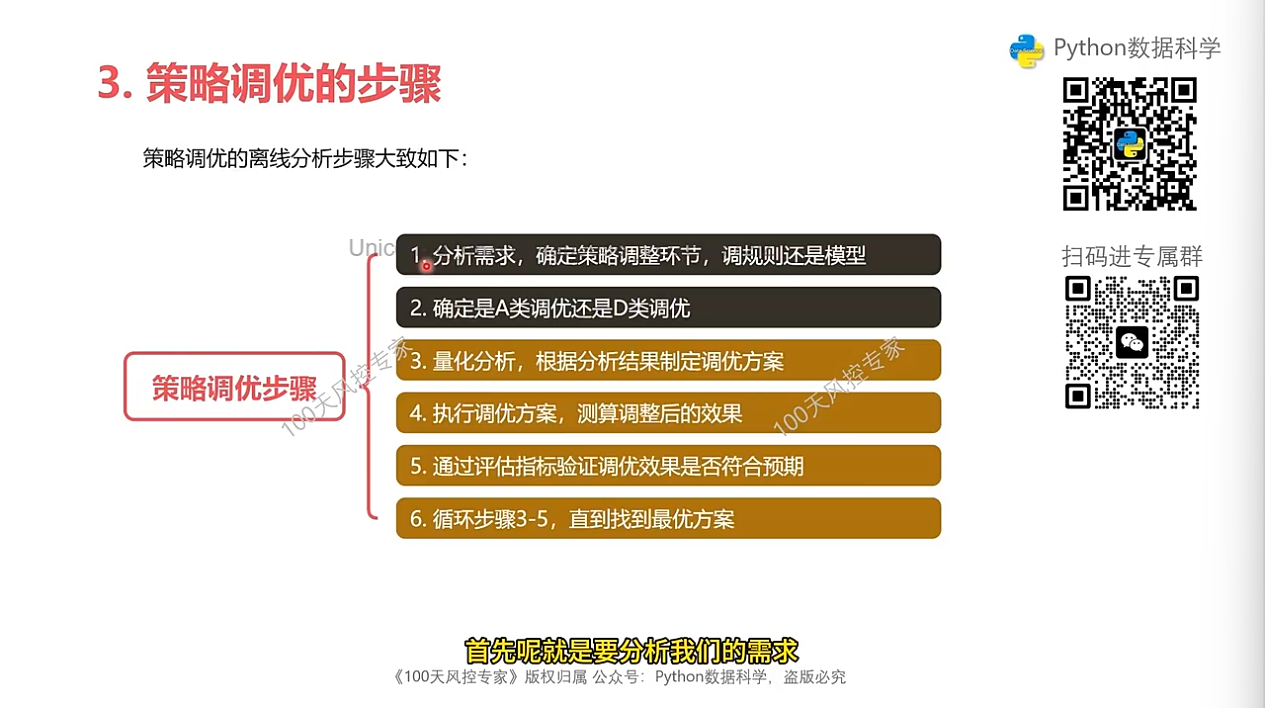 Python数据科学
3. 策略调优的步骤
策略调优的离线分析步骤大致如下：
扫码进专属群
Unic
1. 分析需求，确定策略调整环节，调规则还是模型
2. 确定是A类调优还是D类调优
3. 量化分析，根据分析结果制定调优方案
策略调优步骤
4. 执行调优方案，测算调整后的效果
5. 通过评估指标验证调优效果是否符合预期
6. 循环步骤3-5，直到找到最优方案
100天风控专家
100天风控专家
首先呢就是要分析我们的需求
《100天风控专家》版权归属 公众号：Python数据科学，盗版必究